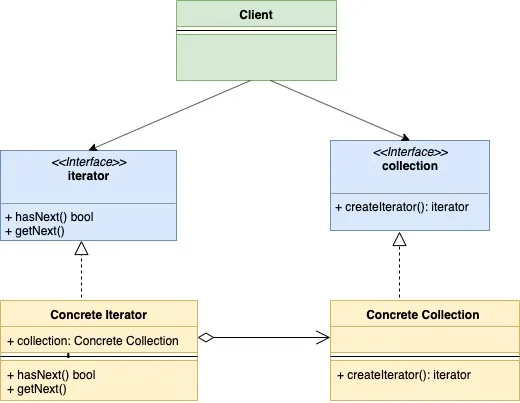 Client
<<Interface>>
iterator
+ hasNext() bool
+ getNext()
<<Interface>>
collection
+ createIterator(): iterator
Concrete Iterator
+ collection: Concrete Collection
+ hasNext() bool
+ getNext()
Concrete Collection
+ createIterator(): iterator